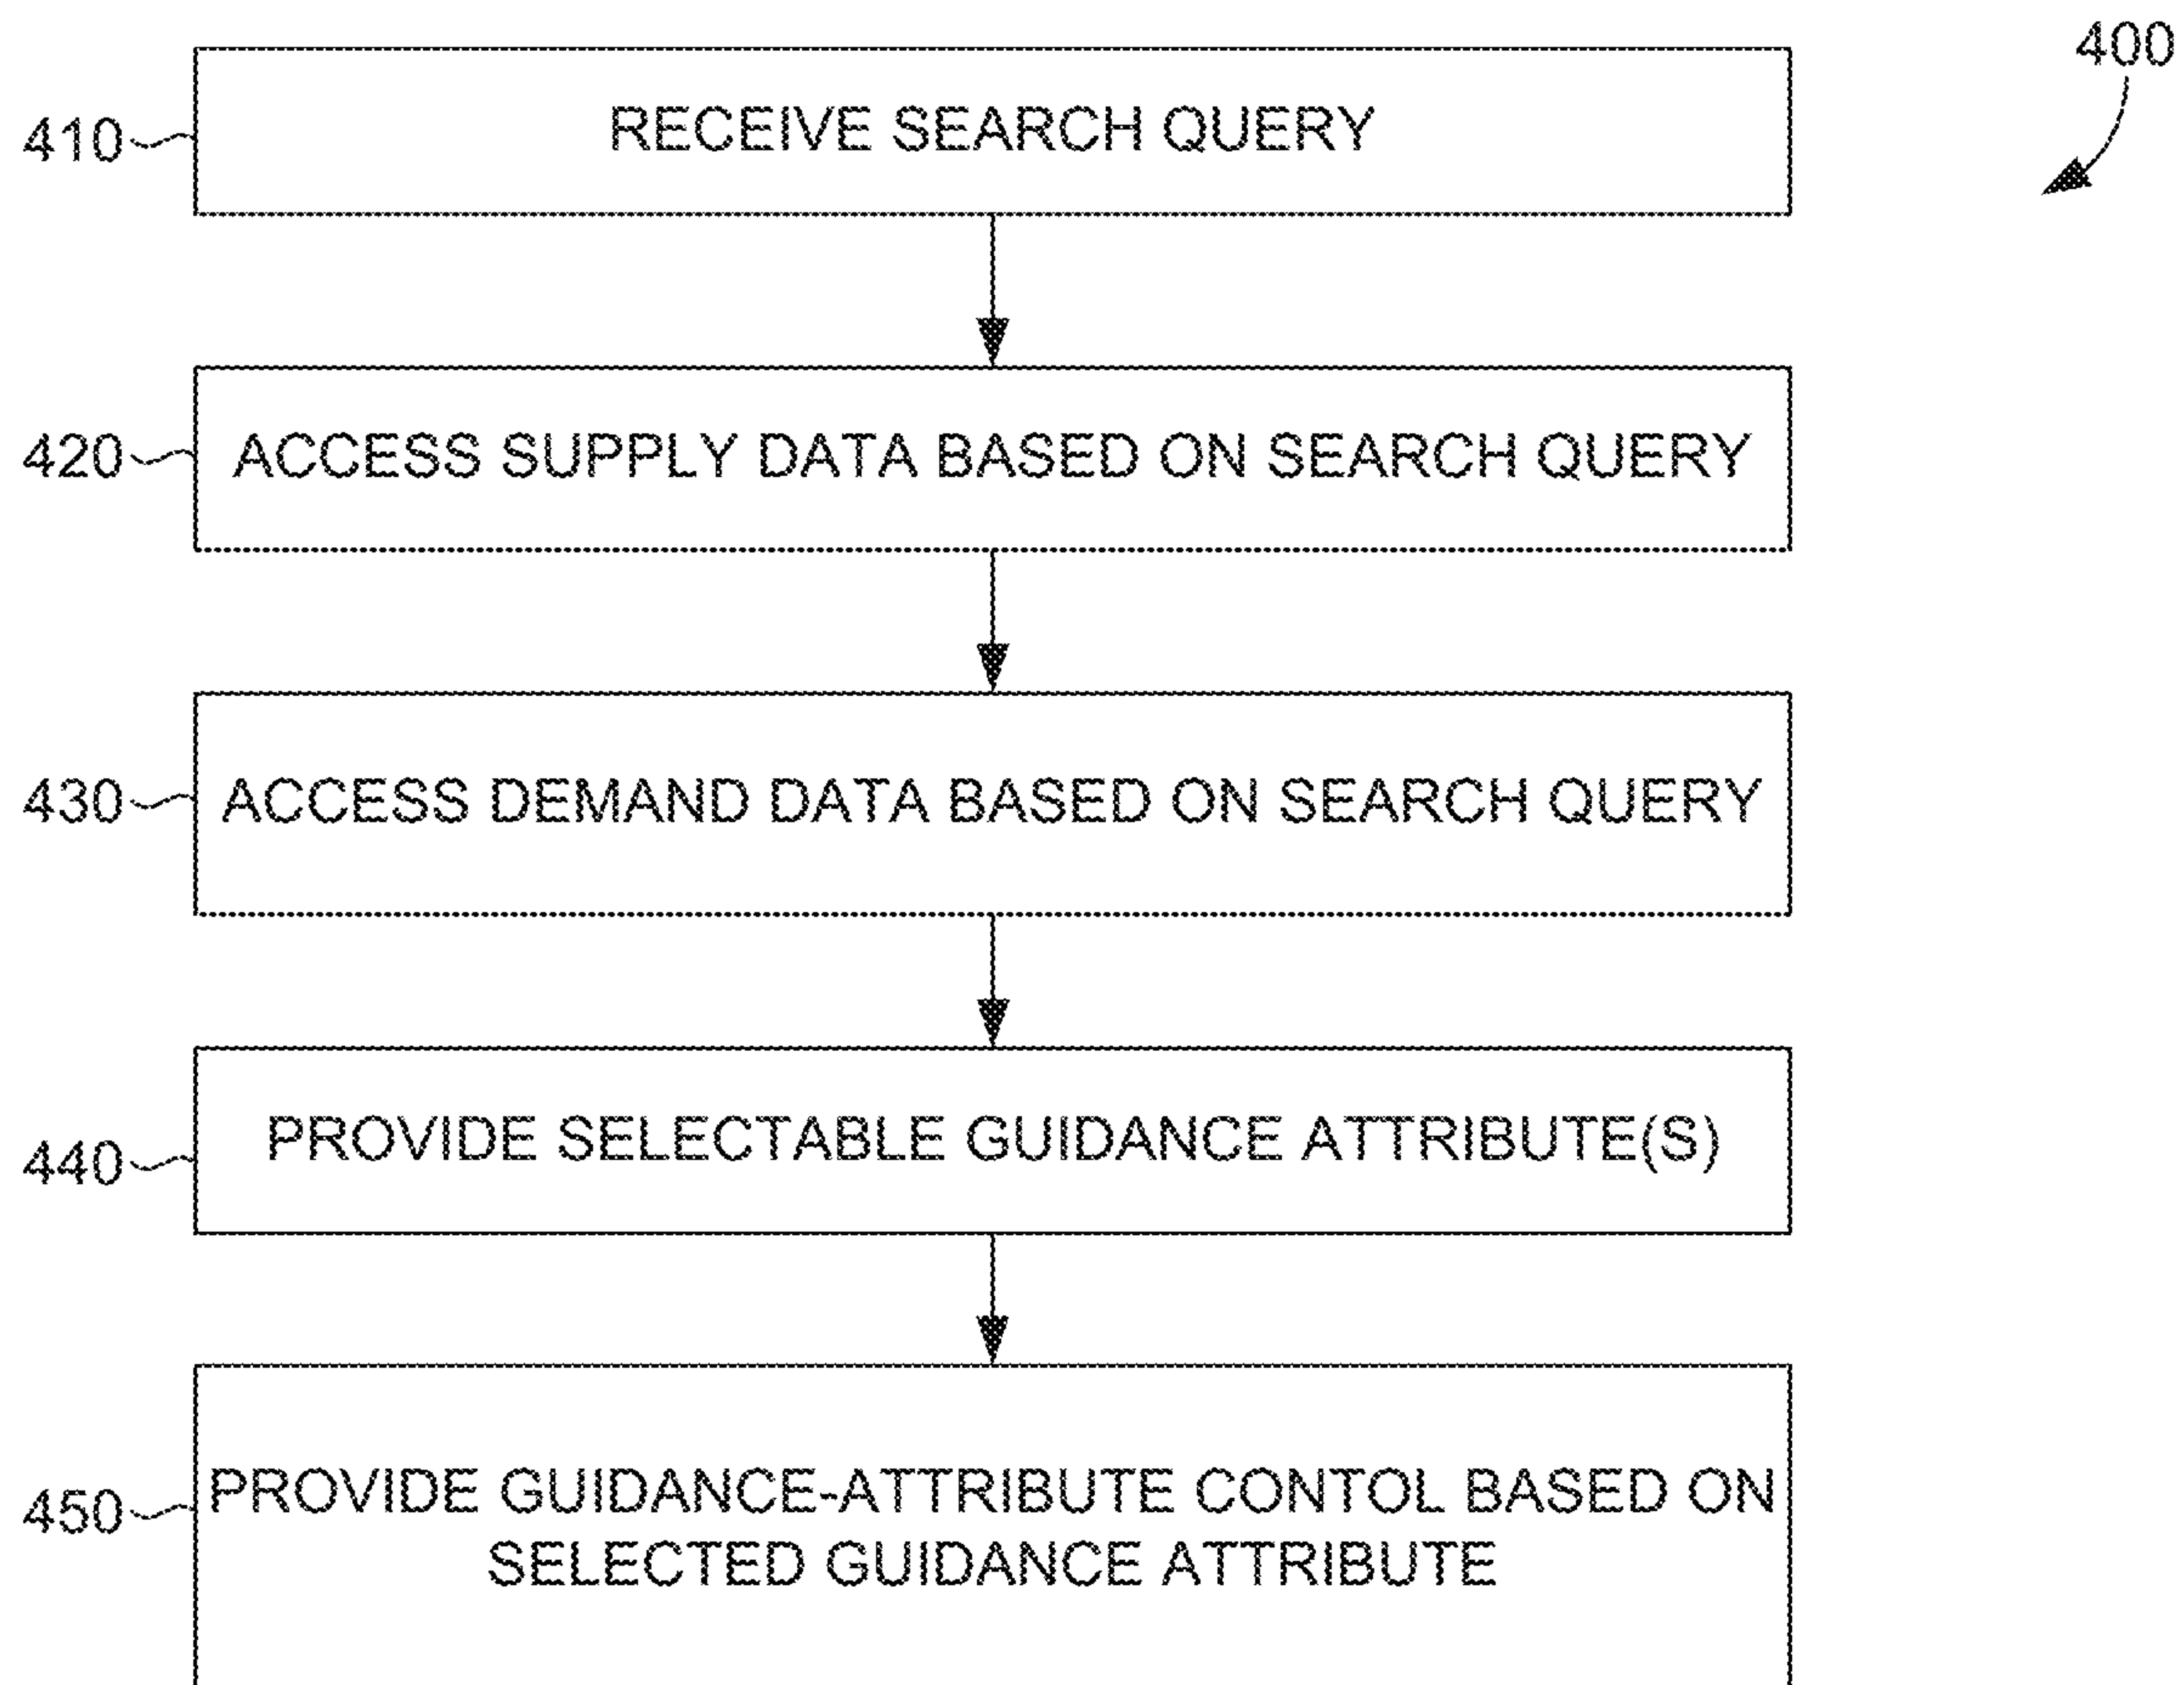 400
410
RECEIVE SEARCH QUERY
420
ACCESS SUPPLY DATA BASED ON SEARCH QUERY
430
ACCESS DEMAND DATA BASED ON SEARCH QUERY
440
PROVIDE SELECTABLE GUIDANCE ATTRIBUTE(S)
450
PROVIDE GUIDANCE-ATTRIBUTE CONTOL BASED ON
SELECTED GUIDANCE ATTRIBUTE